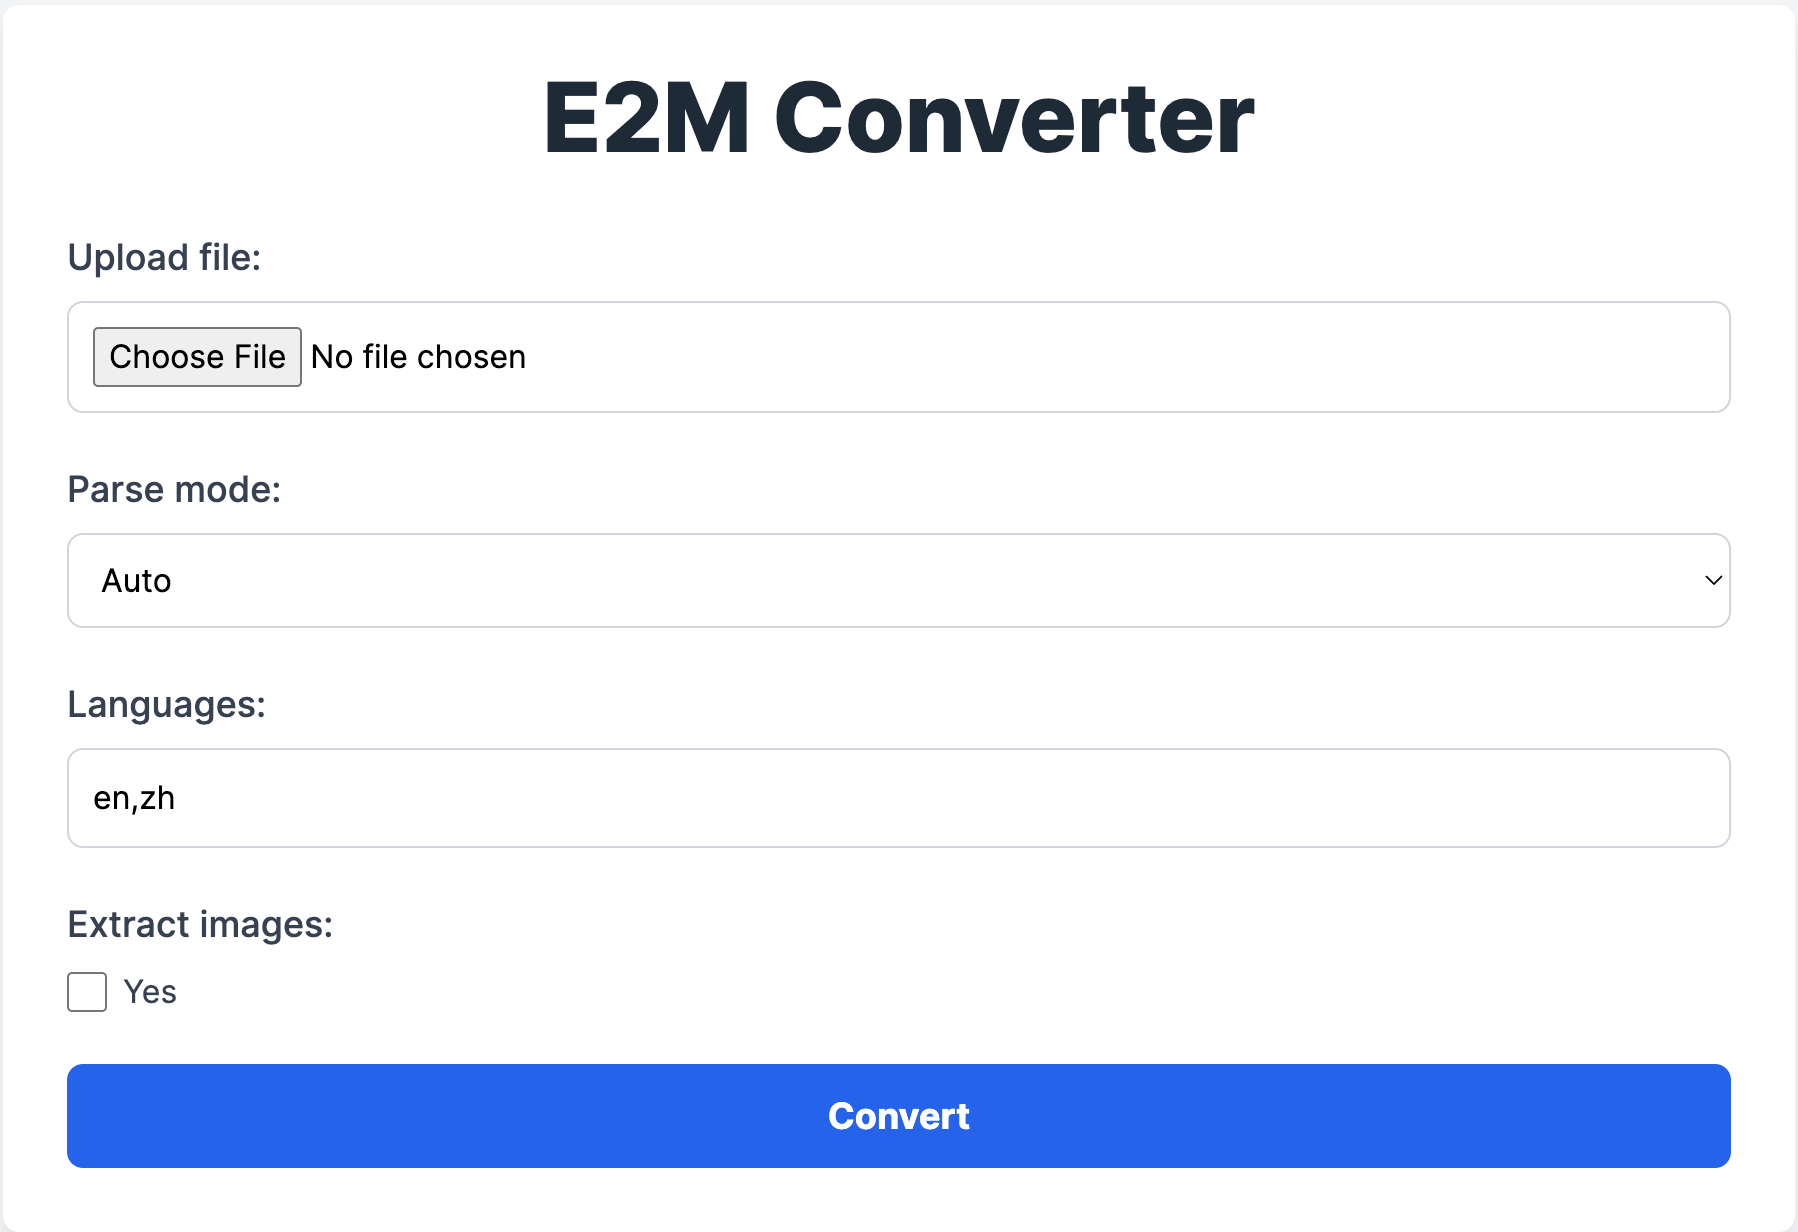 E2M Converter
Upload file:
Choose File No file chosen
Parse mode:
Auto
Languages:
en,zh
Extract images:
Yes
Convert